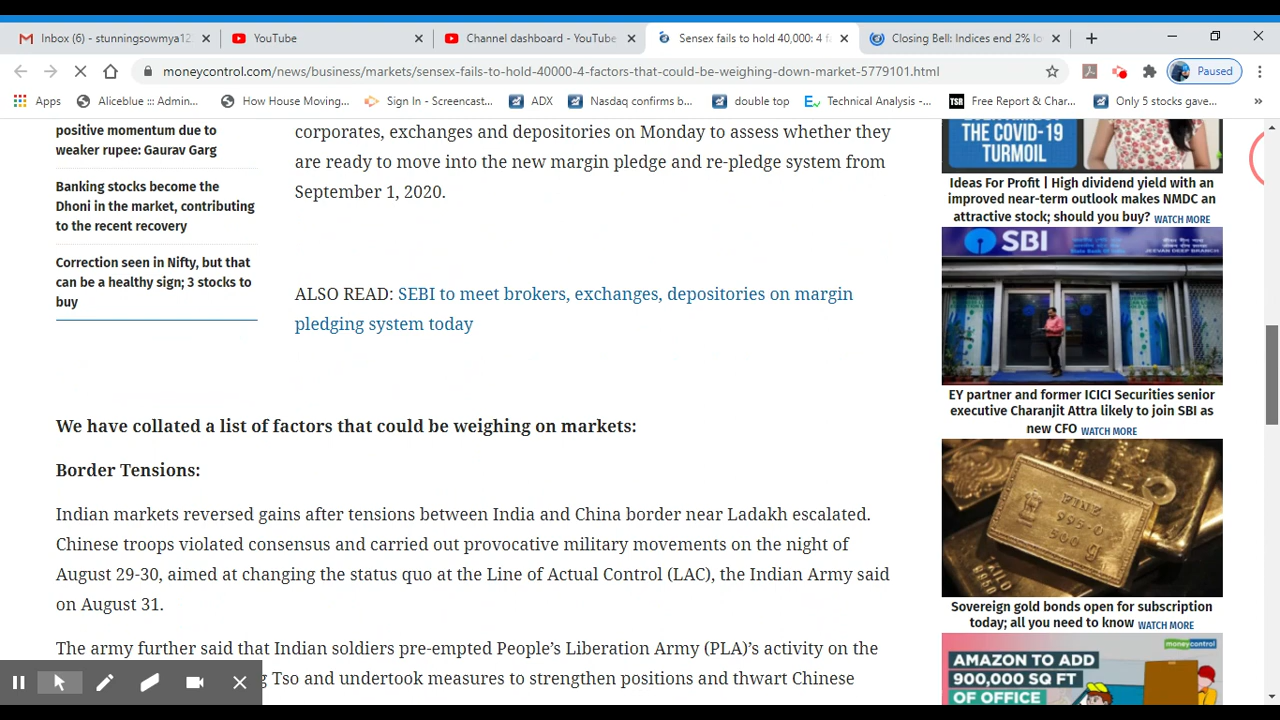 Inbox (6) - stunningsowmya12
YouTube
Channel dashboard - YouTube
Sensex fails to hold 40,000: 4 f
Closing Bell: Indices end 2% lo
moneycontrol.com/news/business/markets/sensex-fails-to-hold-40000-4-factors-that-could-be-weighing-down-market-5779101.html
Paused
Apps
Aliceblue ::: Admin...
How House Moving...
Sign In - Screencast...
ADX
Nasdaq confirms b...
double top
Technical Analysis -...
TSR
Free Report & Char...
Only 5 stocks gave...
»
positive momentum due to
weaker rupee: Gaurav Garg
Banking stocks become the
Dhoni in the market, contributing
to the recent recovery
Correction seen in Nifty, but that
can be a healthy sign; 3 stocks to
buy
corporates, exchanges and depositories on Monday to assess whether they
are ready to move into the new margin pledge and re-pledge system from
September 1, 2020.
ALSO READ: SEBI to meet brokers, exchanges, depositories on margin
pledging system today
We have collated a list of factors that could be weighing on markets:
Border Tensions:
Indian markets reversed gains after tensions between India and China border near Ladakh escalated.
Chinese troops violated consensus and carried out provocative military movements on the night of
August 29-30, aimed at changing the status quo at the Line of Actual Control (LAC), the Indian Army said
on August 31.
The army further said that Indian soldiers pre-empted People's Liberation Army (PLA)'s activity on the
Tso and undertook measures to strengthen positions and thwart Chinese
THE COVID-19
TURMOIL
Ideas For Profit | High dividend yield with an
improved near-term outlook makes NMDC an
attractive stock; should you buy? WATCH MORE
SBI
EY partner and former ICICI Securities senior
executive Charanjit Attra likely to join SBI as
new CFO WATCH MORE
FINE
995.0
500 g
KILO
Sovereign gold bonds open for subscription
today; all you need to know WATCH MORE
moneycontrol
AMAZON TO ADD
900,000 SQ FT
OF OFFICE